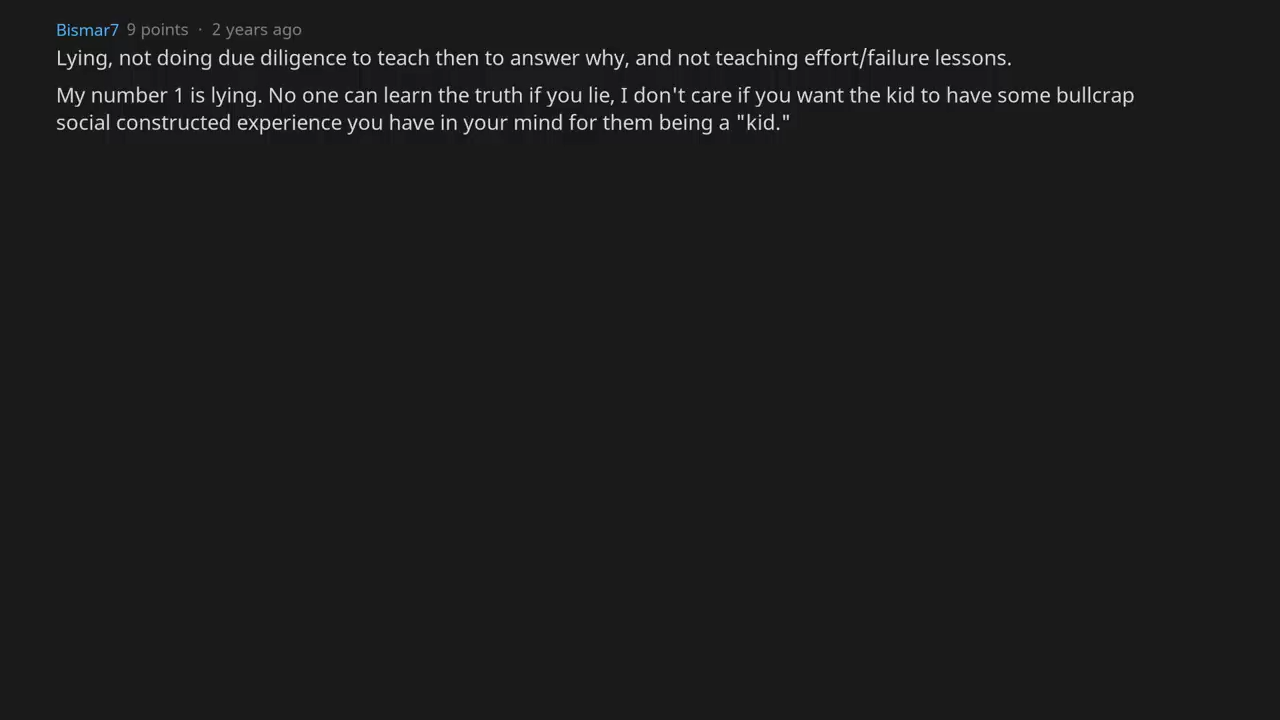 Bismar7 9 points · 2 years ago
Lying, not doing due diligence to teach then to answer why, and not teaching effort/failure lessons.
My number 1 is lying. No one can learn the truth if you lie, I don't care if you want the kid to have some bullcrap
social constructed experience you have in your mind for them being a "kid."